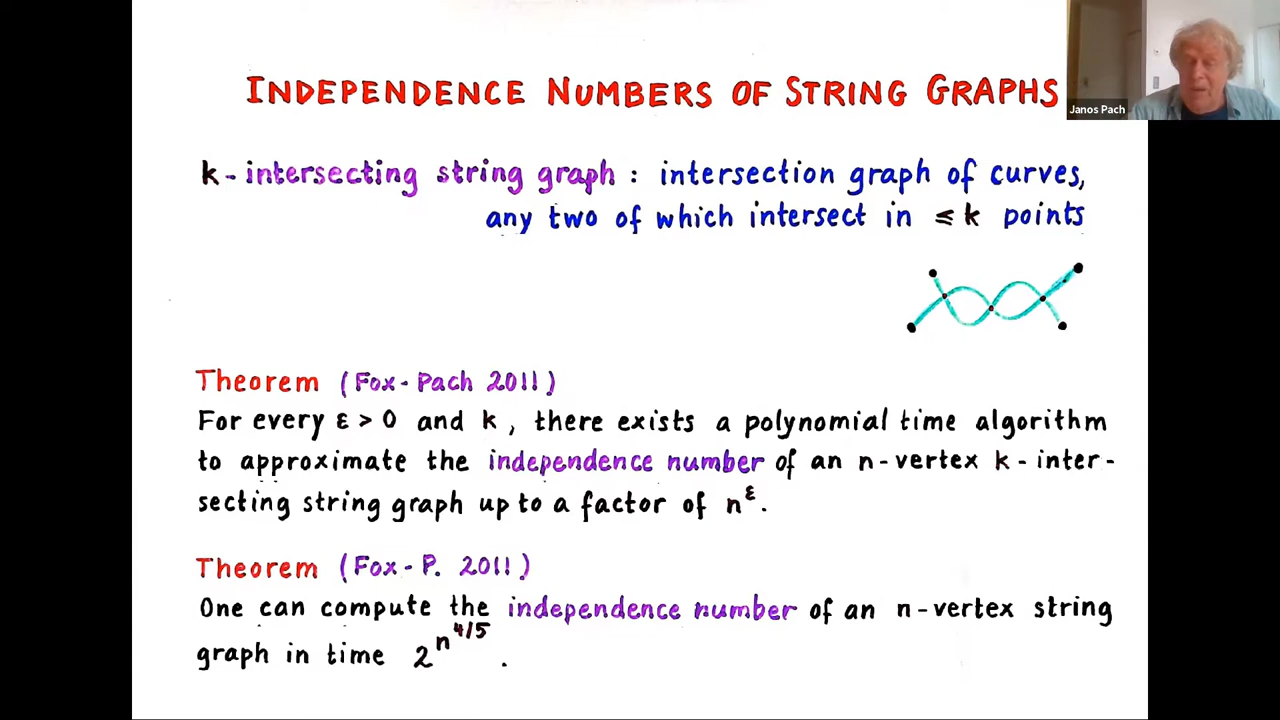 INDEPENDENCE NUMBERS OF STRING GRAPHS
Janos Pach
k-intersecting string graph: intersection graph of curves,
any two of which intersect in ≤k points
Theorem (Fox-Pach 2011)
For every ε > 0 and k, there exists a polynomial time algorithm
to approximate the independence number of an n-vertex k-inter-
secting string graph up to a factor of n^ε.
Theorem (Fox-P. 2011)
One can compute the independence number of an n-vertex string
graph in time 2^n^4/5.